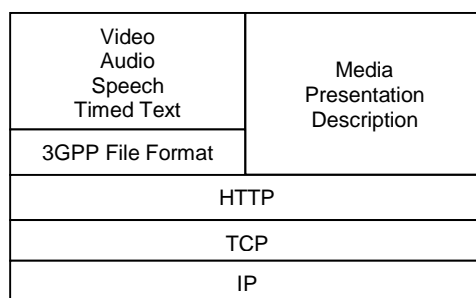 Video
Audio
Speech
Timed Text
3GPP File Format
Media
Presentation
Description
HTTP
TCP
IP